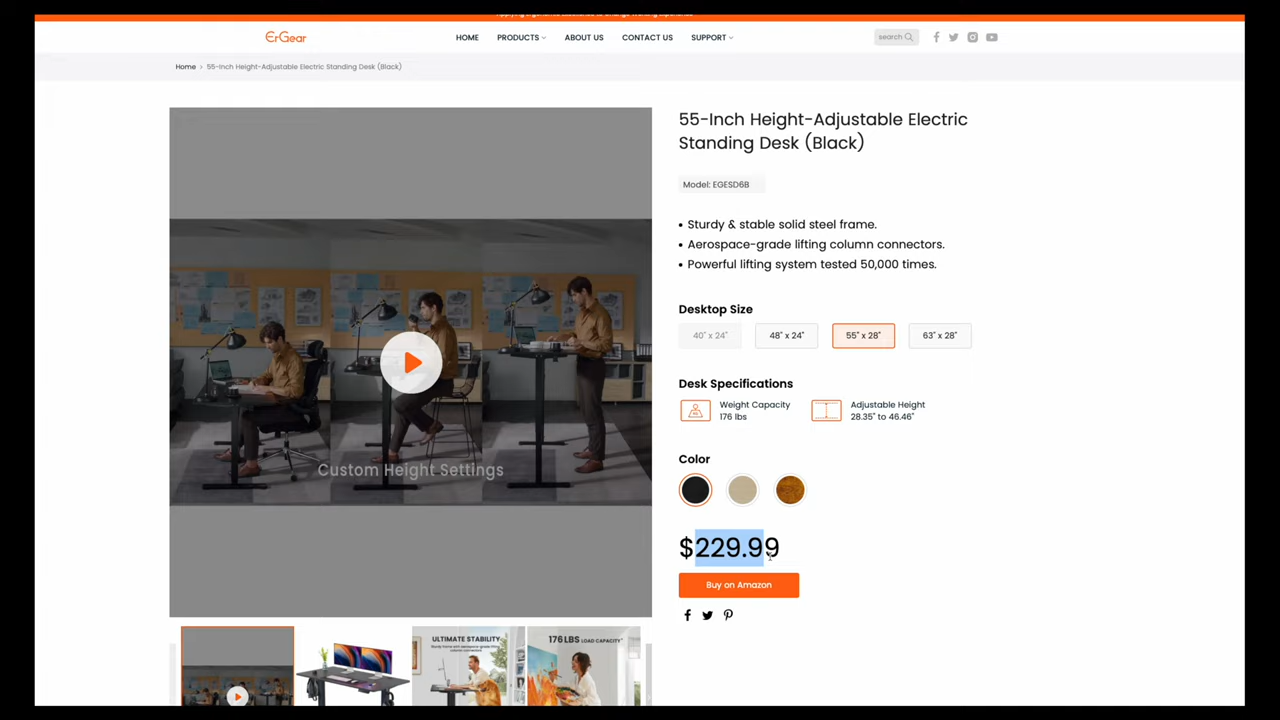 ErGear
HOME
PRODUCTS
ABOUT US
CONTACT US
SUPPORT
search
Home > 55-Inch Height-Adjustable Electric Standing Desk (Black)
55-Inch Height-Adjustable Electric
Standing Desk (Black)
Model: EGESD6B
• Sturdy & stable solid steel frame.
• Aerospace-grade lifting column connectors.
• Powerful lifting system tested 50,000 times.
Desktop Size
40" x 24"
48" x 24"
55" x 28"
63" x 28"
Desk Specifications
Weight Capacity
176 lbs
Adjustable Height
28.35" to 46.46"
Custom Height Settings
Color
$229.99
Buy on Amazon
ULTIMATE STABILITY
176 LBS LOAD CAPACITY